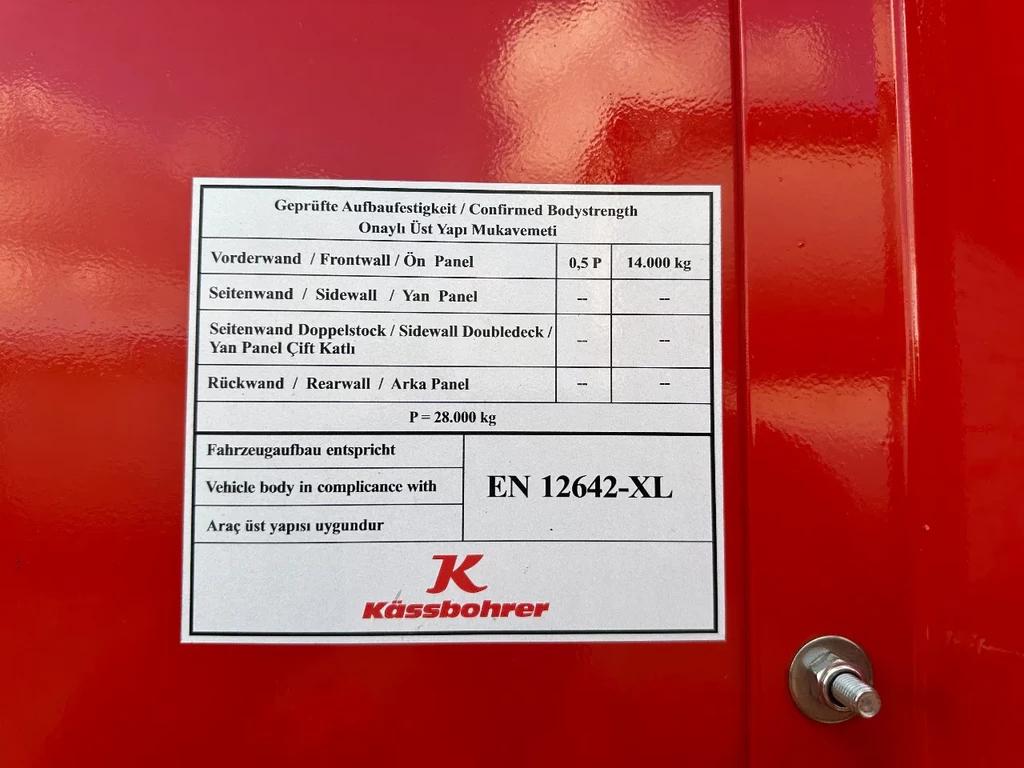 Geprüfte Aufbaufestigkeit / Confirmed Bodystrength
Onaylı Üst Yapı Mukavemeti
Vorderwand / Frontwall / Ön Panel 0,5 P 14.000 kg
Seitenwand / Sidewall / Yan Panel -- --
Seitenwand Doppelstock / Sidewall Doubledeck /
Yan Panel Çift Katlı -- --
Rückwand / Rearwall / Arka Panel -- --
P = 28.000 kg
Fahrzeugaufbau entspricht
Vehicle body in complicance with
EN 12642-XL
Araç üst yapısı uygundur
K
Kässbohrer